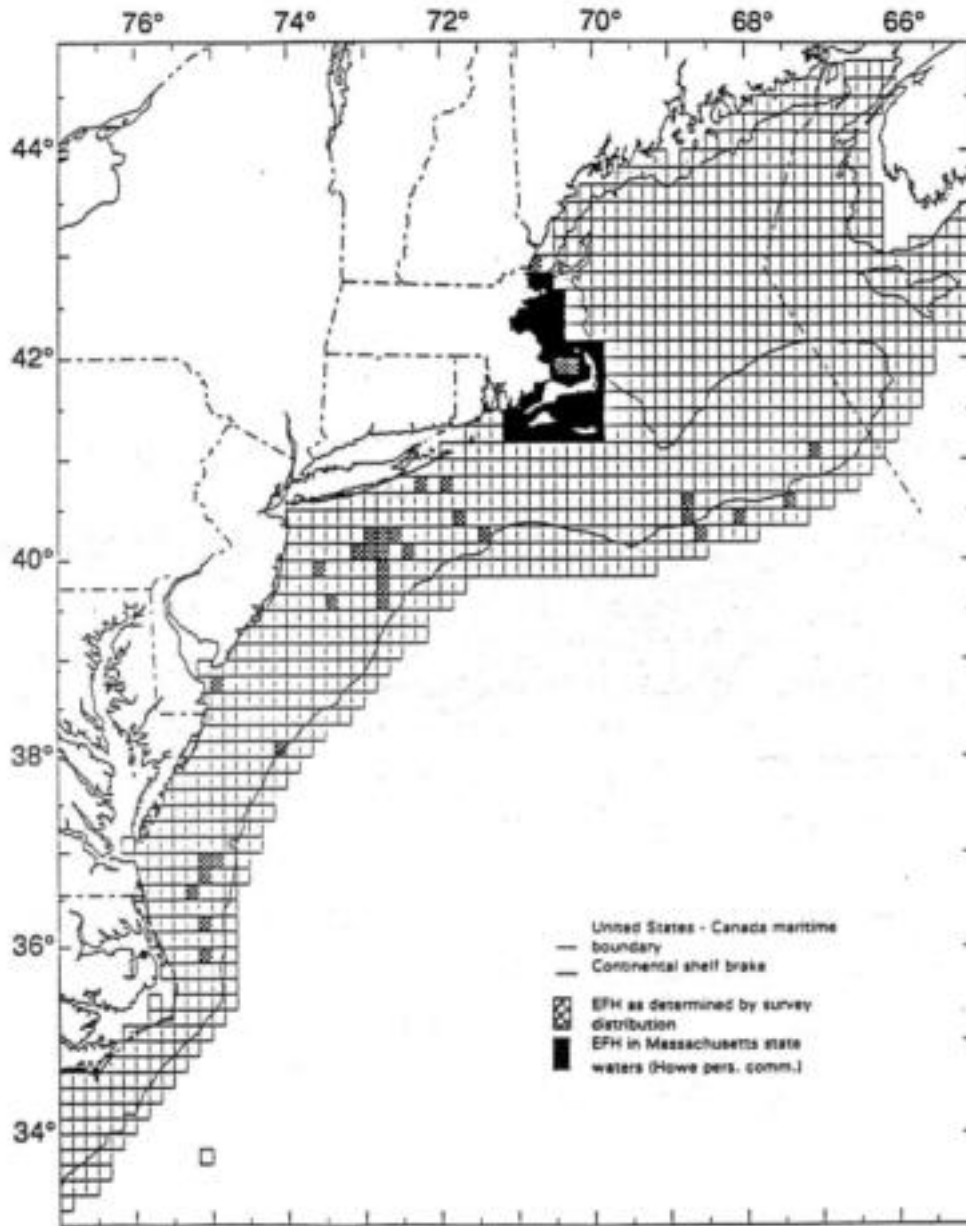 76° 74° 72° 70° 68° 66°
44°
42°
40°
38°
36°
34°
United States - Canada maritime
boundary
Continental shelf brake
EFH as determined by survey
distribution
EFH in Massachusetts state
waters (Howe pers. comm.)